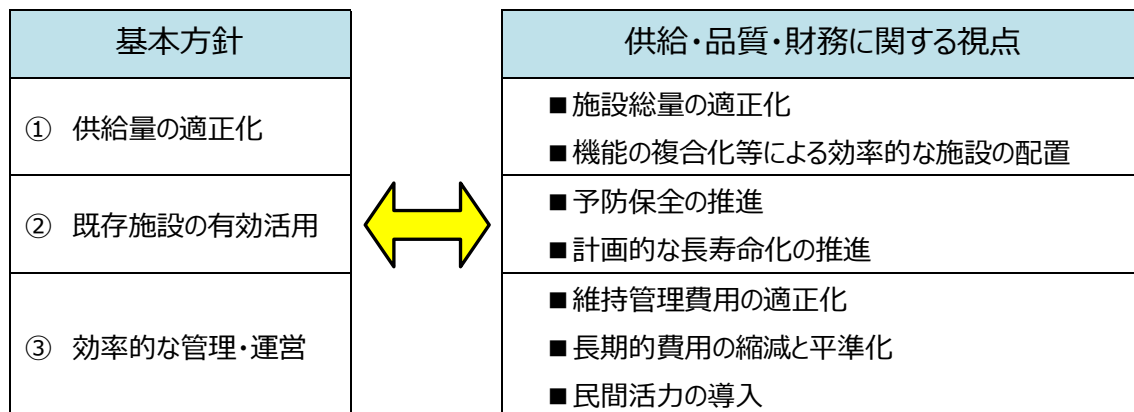 基本方針
① 供給量の適正化
② 既存施設の有効活用
③ 効率的な管理・運営
供給・品質・財務に関する視点
■施設総量の適正化
■機能の複合化等による効率的な施設の配置
■予防保全の推進
■計画的な長寿命化の推進
■維持管理費用の適正化
■長期的費用の縮減と平準化
■民間活力の導入